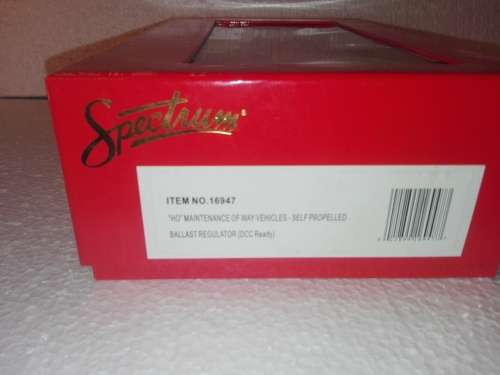 Spectrum
ITEM NO.16947
"HO" MAINTENANCE OF WAY VEHICLES - SELF PROPELLED
BALLAST REGULATOR (DCC Ready)